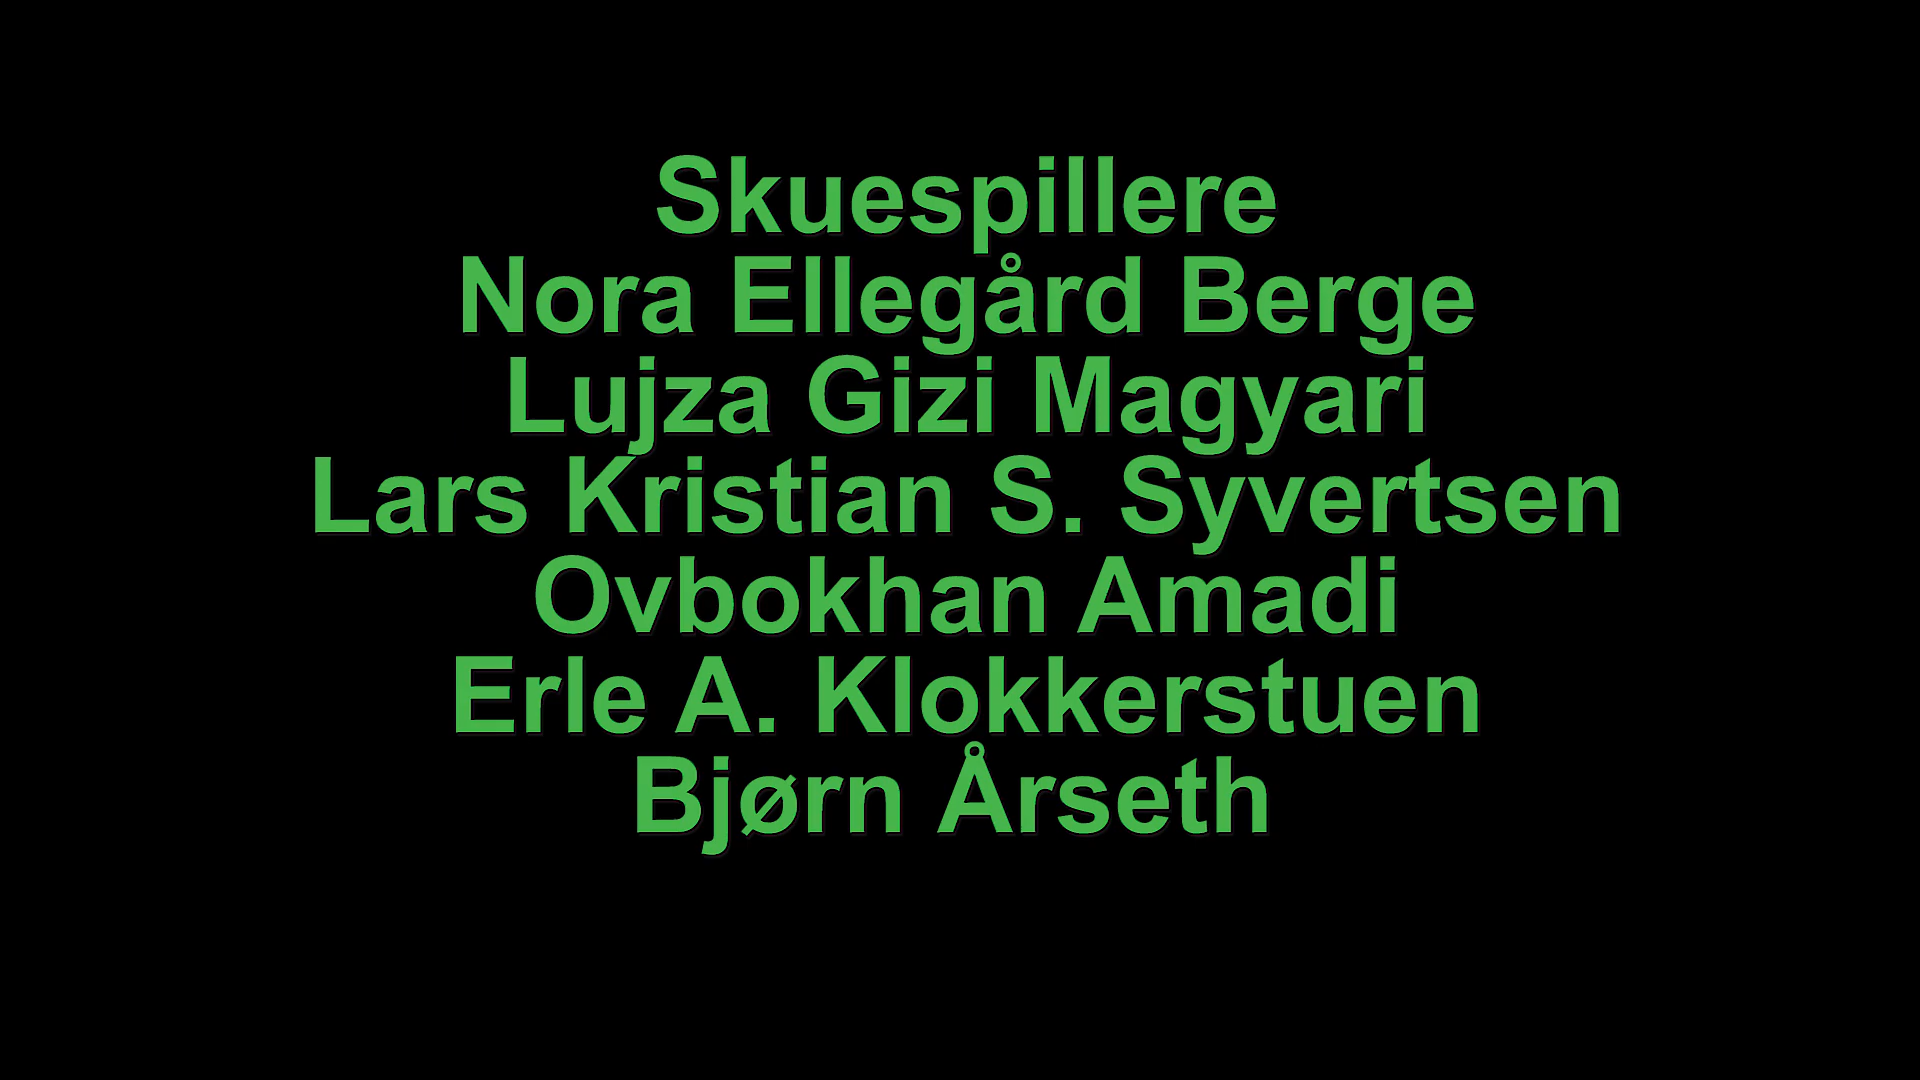 Skuespillere
Nora Ellegård Berge
Lujza Gizi Magyari
Lars Kristian S. Syvertsen
Ovbokhan Amadi
Erle A. Klokkerstuen
Bjørn Årseth